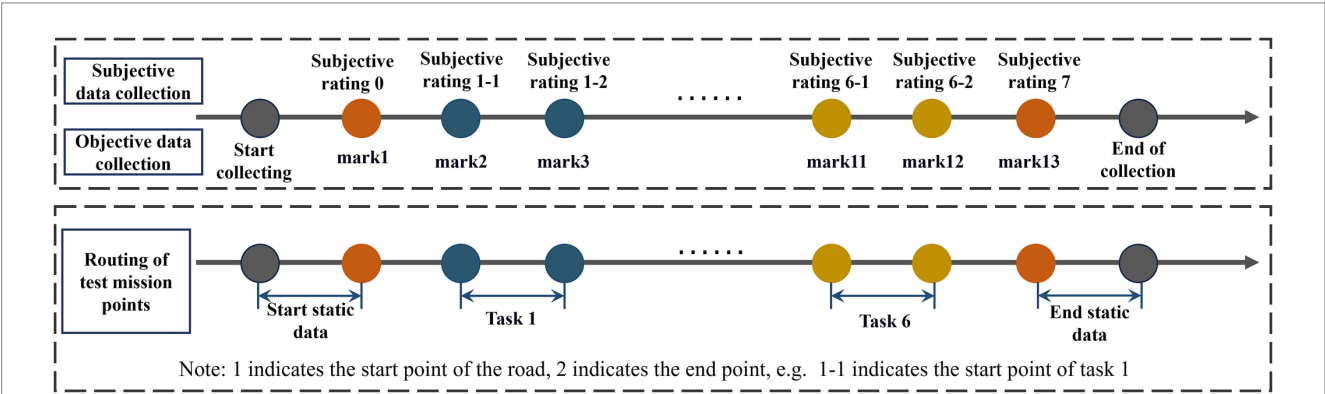 Subjective
data collection
Objective data
collection
Subjective
rating 0
Subjective
rating 1-1
Subjective
rating 1-2
......
Subjective
rating 6-1
Subjective
rating 6-2
Subjective
rating 7
Start
collecting
mark1
mark2
mark3
mark11
mark12
mark13
End of
collection
Routing of
test mission
points
......
Start static
data
Task 1
Task 6
End static
data
Note: 1 indicates the start point of the road, 2 indicates the end point, e.g. 1-1 indicates the start point of task 1